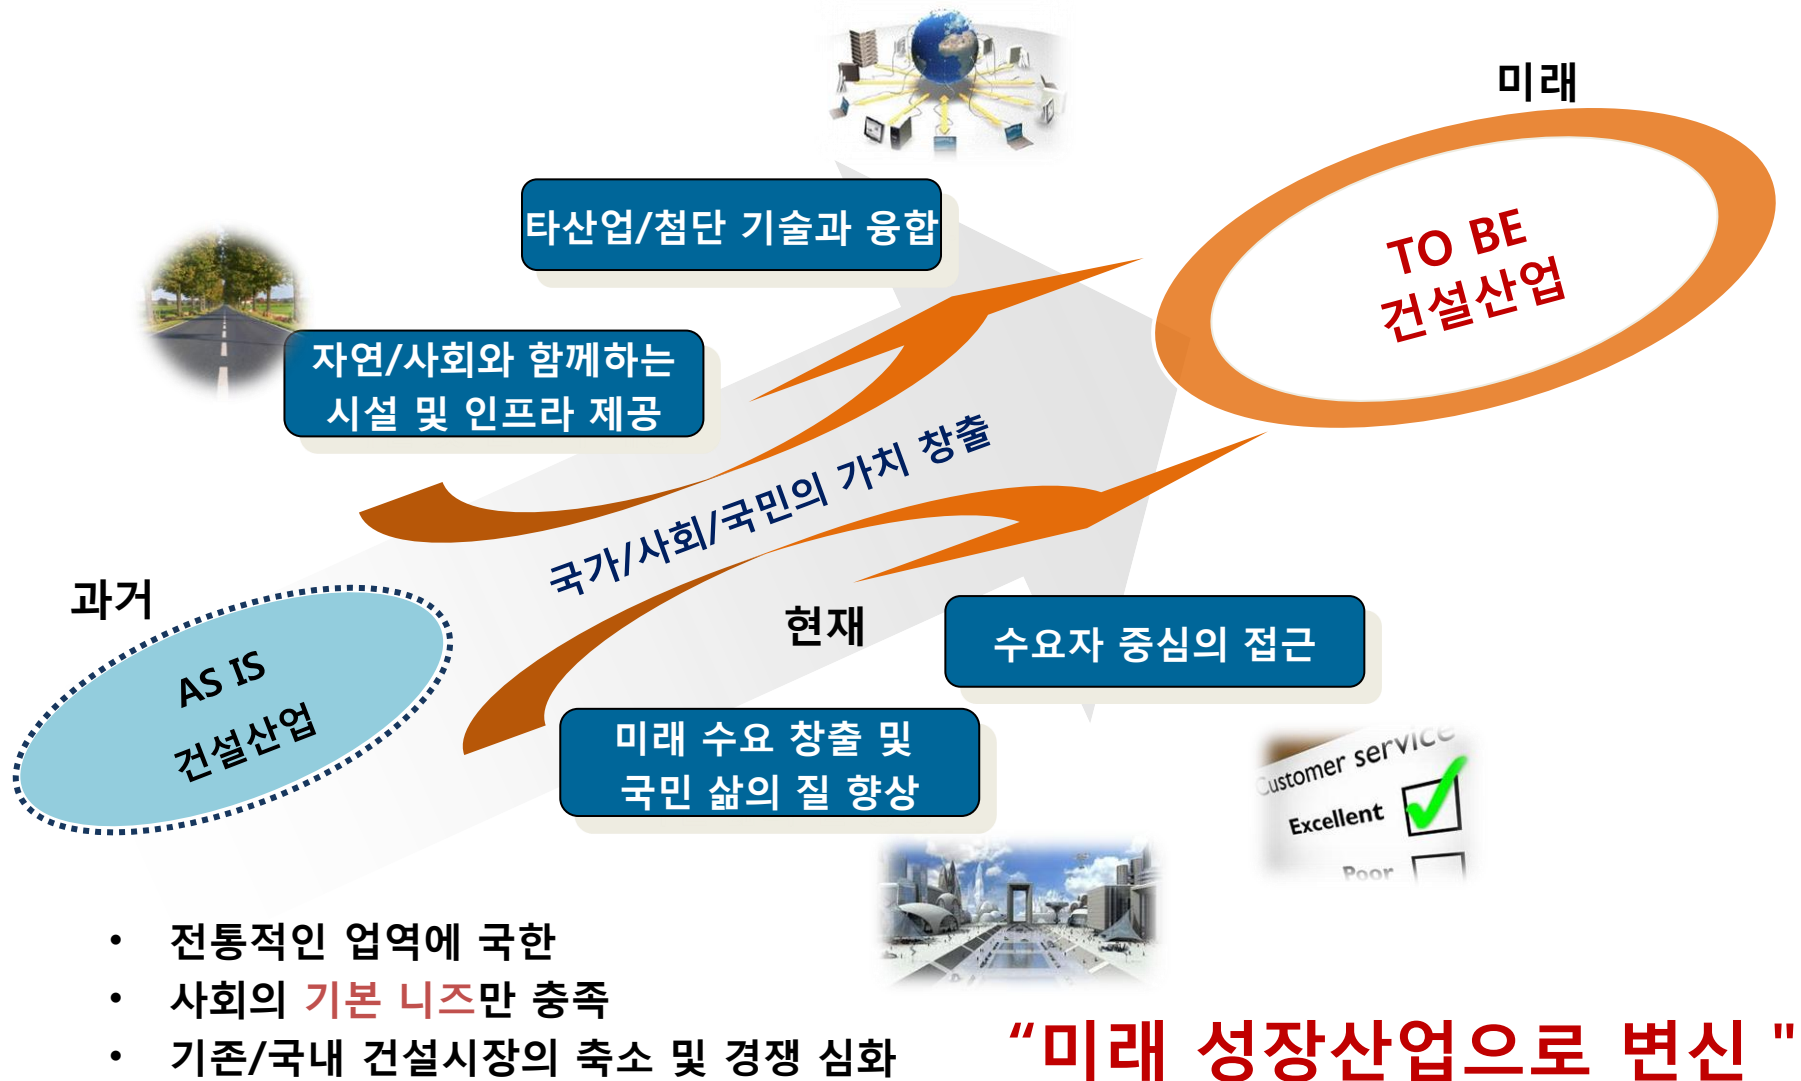 미래
타산업/첨단 기술과 융합
TO BE
건설산업
자연/사회와 함께하는
시설 및 인프라 제공
국가/사회/국민의 가치 창출
과거
현재
수요자 중심의 접근
AS IS
건설산업
미래 수요 창출 및
국민 삶의 질 향상
Customer service
Excellent
Poor
• 전통적인 업역에 국한
• 사회의 기본 니즈만 충족
• 기존/국내 건설시장의 축소 및 경쟁 심화
“미래 성장산업으로 변신 "